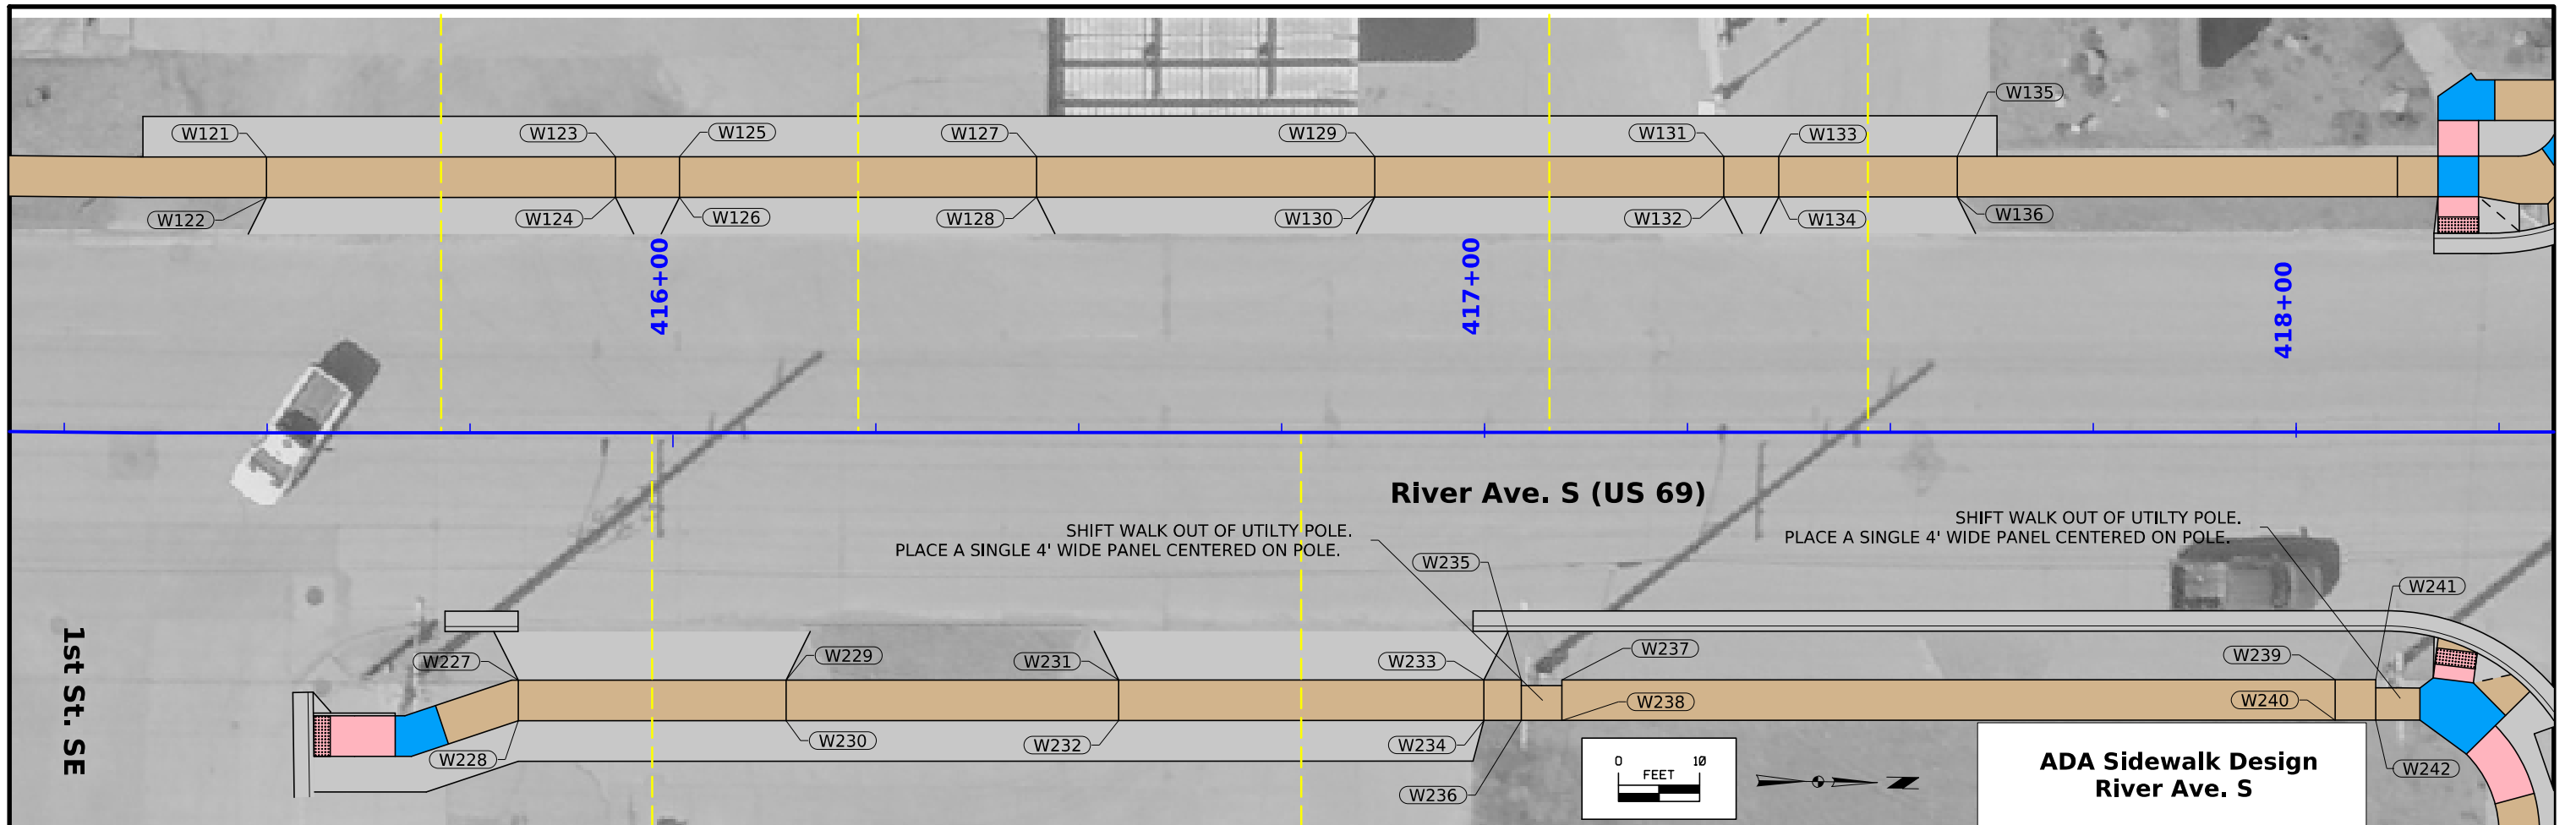 W121
W123
W125
W127
W129
W131
W133
W135
W122
W124
W126
W128
W130
W132
W134
W136
416+00
417+00
418+00
River Ave. S (US 69)
SHIFT WALK OUT OF UTILTY POLE.
PLACE A SINGLE 4' WIDE PANEL CENTERED ON POLE.
SHIFT WALK OUT OF UTILTY POLE.
PLACE A SINGLE 4' WIDE PANEL CENTERED ON POLE.
1st St. SE
W227
W229
W231
W233
W235
W237
W239
W241
W228
W230
W232
W234
W236
W238
W240
W242
0 10
FEET
ADA Sidewalk Design
River Ave. S